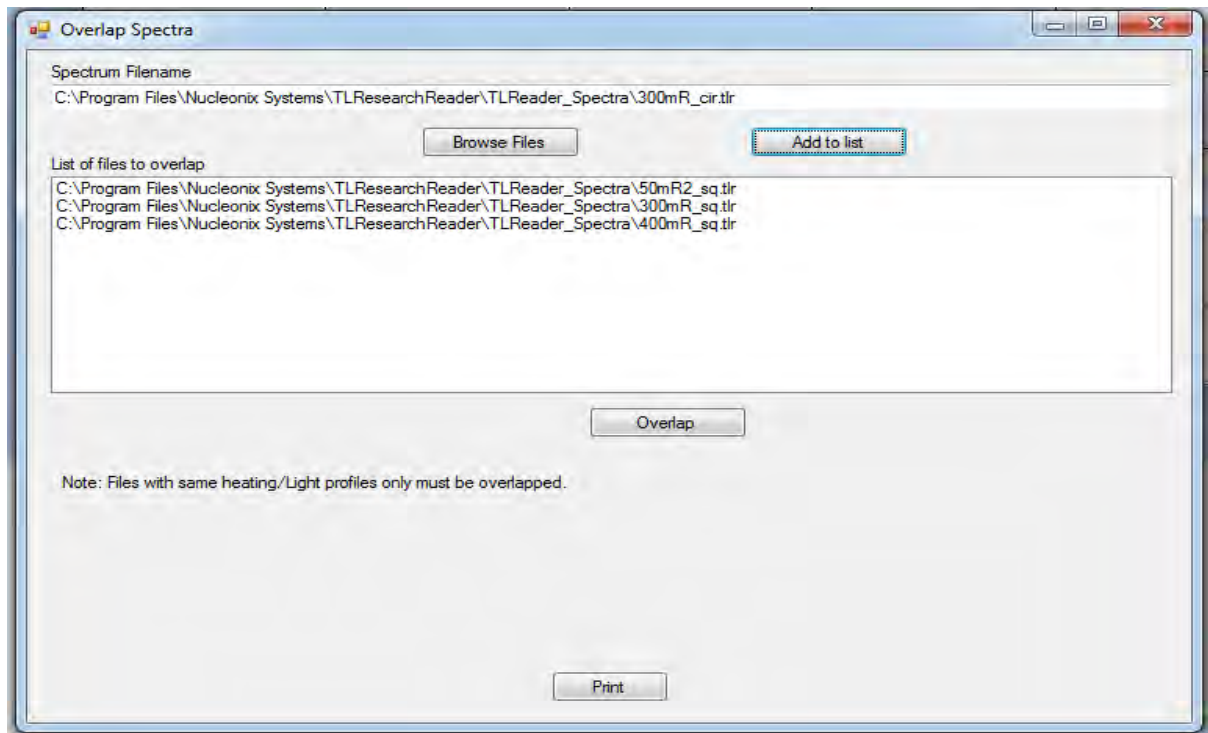 Overlap Spectra
Spectrum Filename
C:\Program Files\Nucleonix Systems\TLResearchReader\TLReader_Spectra\300mR_cir.tlr
Browse Files
Add to list
List of files to overlap
C:\Program Files\Nucleonix Systems\TLResearchReader\TLReader_Spectra\50mR2_sq.tlr
C:\Program Files\Nucleonix Systems\TLResearchReader\TLReader_Spectra\300mR_sq.tlr
C:\Program Files\Nucleonix Systems\TLResearchReader\TLReader_Spectra\400mR_sq.tlr
Overlap
Note: Files with same heating/Light profiles only must be overlapped.
Print